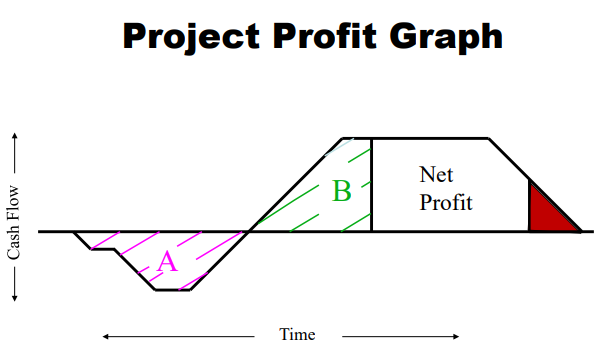 Project Profit Graph
Cash Flow
A
B
Net
Profit
Time